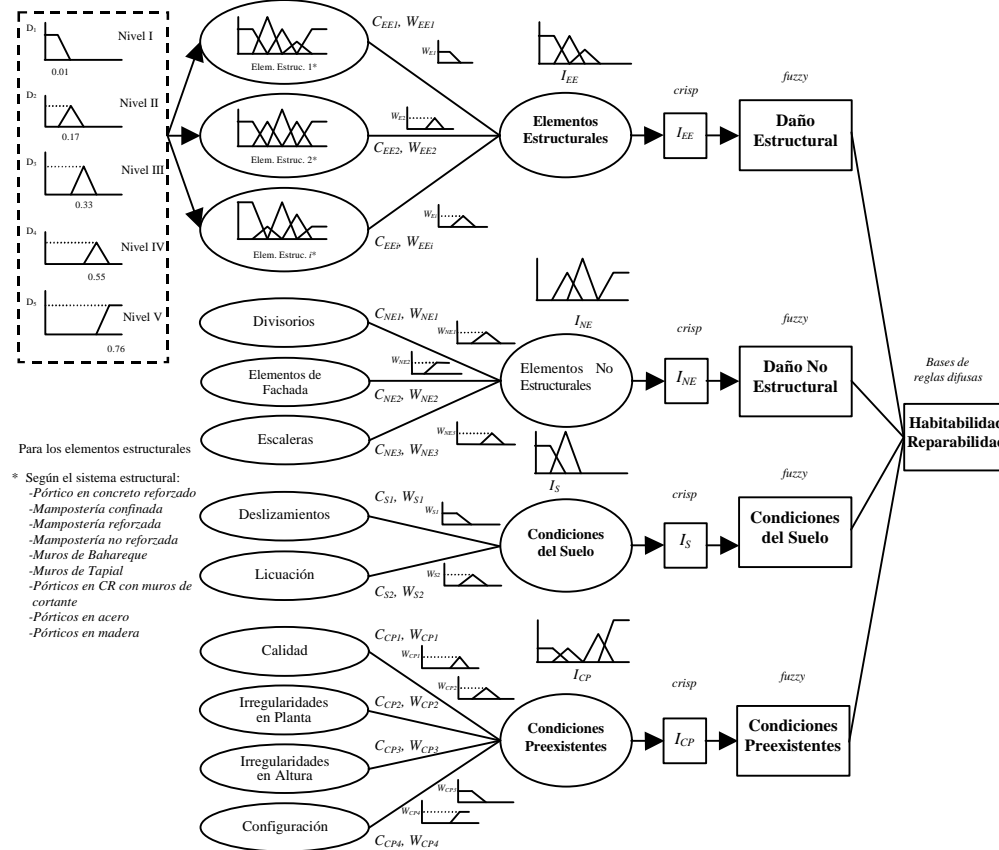 D1
Nivel I
0.01
D2
Nivel II
0.17
D3
Nivel III
0.33
D4
Nivel IV
0.55
D5
Nivel V
0.76
Elem. Estruc. 1*
Elem. Estruc. 2*
Elem. Estruc. i*
CEE1, WEE1
WE1
WE2
CEE2, WEE2
WEi
CEEi, WEEi
IEE
Elementos
Estructurales
crisp
IEE
fuzzy
Daño
Estructural
Divisorios
Elementos de
Fachada
Escaleras
CNE1, WNE1
WNE1
WNE2
CNE2, WNE2
WNE3
CNE3, WNE3
INE
Elementos No
Estructurales
crisp
INE
fuzzy
Daño No
Estructural
Bases de
reglas difusas
Habitabilidad
Reparabilidad
Para los elementos estructurales
* Según el sistema estructural:
-Pórtico en concreto reforzado
-Mampostería confinada
-Mampostería reforzada
-Mampostería no reforzada
-Muros de Bahareque
-Muros de Tapial
-Pórticos en CR con muros de
cortante
-Pórticos en acero
-Pórticos en madera
Deslizamientos
Licuación
CS1, WS1
WS1
WS2
CS2, WS2
IS
Condiciones
del Suelo
crisp
IS
fuzzy
Condiciones
del Suelo
Calidad
Irregularidades
en Planta
Irregularidades
en Altura
Configuración
CCP1, WCP1
WCP1
WCP2
CCP2, WCP2
CCP3, WCP3
WCP3
WCP4
CCP4, WCP4
ICP
Condiciones
Preexistentes
crisp
ICP
fuzzy
Condiciones
Preexistentes